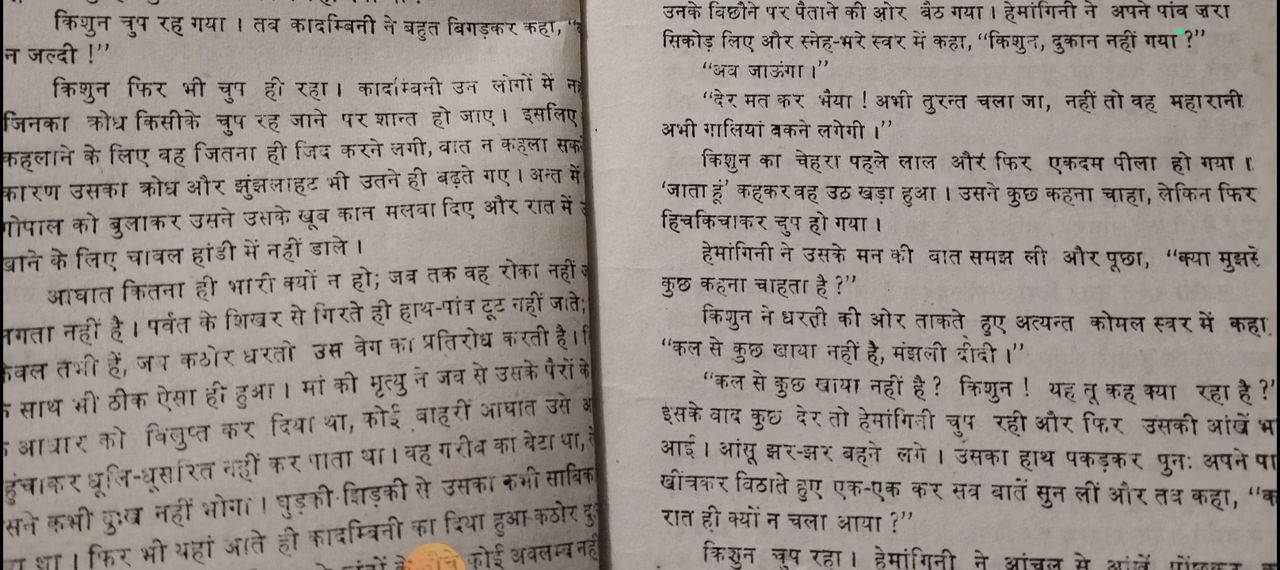 किशुन चुप रह गया । तब कादम्बिनी ने बहुत बिगड़कर कहा,
न जल्दी !”
किशुन फिर भी चुप ही रहा । कादम्बिनी उन लोगों में
जिनका क्रोध किसीके चुप रह जाने पर शान्त हो जाए । इसलिए
कहलाने के लिए वह जितना ही जिद करने लगी, बात न कहला
कारण उसका क्रोध और झुंझलाहट भी उतने ही बढ़ते गए । अन्त में
गोपाल को बुलाकर उसने उसके खूब कान मलवा दिए और रात में
खाने के लिए चावल हांडी में नहीं डाले ।
आघात कितना ही भारी क्यों न हो; जब तक वह रोका नहीं
लगता नहीं है । पर्वत के शिखर से गिरते ही हाथ-पांव टूट नहीं जाते;
केवल तभी हैं, जब कठोर धरती उस वेग का प्रतिरोध करती है ।
साथ भी ठीक ऐसा ही हुआ । मां की मृत्यु ने जब से उसके पैरों के
आधार को विलुप्त कर दिया था, कोई बाहरी आघात उसे
धूलि-धूसरित नहीं कर पाता था । वह गरीब का बेटा था,
कभी दुःख नहीं भोगा । घुड़की-झिड़की से उसका कभी
था । फिर भी यहां आते ही कादम्बिनी का दिया हुआ कठोर
कोई अवलम्ब
उनके बिछौने पर पैताने की ओर बैठ गया । हेमांगिनी ने अपने पांव ज़रा
सिकोड़ लिए और स्नेह-भरे स्वर में कहा, “किशुन, दुकान नहीं गया ?”
“अब जाऊंगा ।”
“देर मत कर भैया ! अभी तुरन्त चला जा, नहीं तो वह महारानी
अभी गालियां बकने लगेगी ।”
किशुन का चेहरा पहले लाल और फिर एकदम पीला हो गया ।
‘जाता हूं’ कहकर वह उठ खड़ा हुआ । उसने कुछ कहना चाहा, लेकिन फिर
हिचकिचाकर चुप हो गया ।
हेमांगिनी ने उसके मन की बात समझ ली और पूछा, “क्या मुझसे
कुछ कहना चाहता है ?”
किशुन ने धरती की ओर ताकते हुए अत्यन्त कोमल स्वर में कहा,
“कल से कुछ खाया नहीं है, मंझली दीदी ।”
“कल से कुछ खाया नहीं है ? किशुन ! यह तू कह क्या रहा है ?”
इसके बाद कुछ देर तो हेमांगिनी चुप रही और फिर उसकी आंखें
आईं । आंसू झर-झर बहने लगे । उसका हाथ पकड़कर पुनः अपने
खींचकर बिठाते हुए एक-एक कर सब बातें सुन लीं और तब कहा,
रात ही क्यों न चला आया ?”
किशुन चुप रहा । हेमांगिनी ने आंचल से आंखें पोंछकर